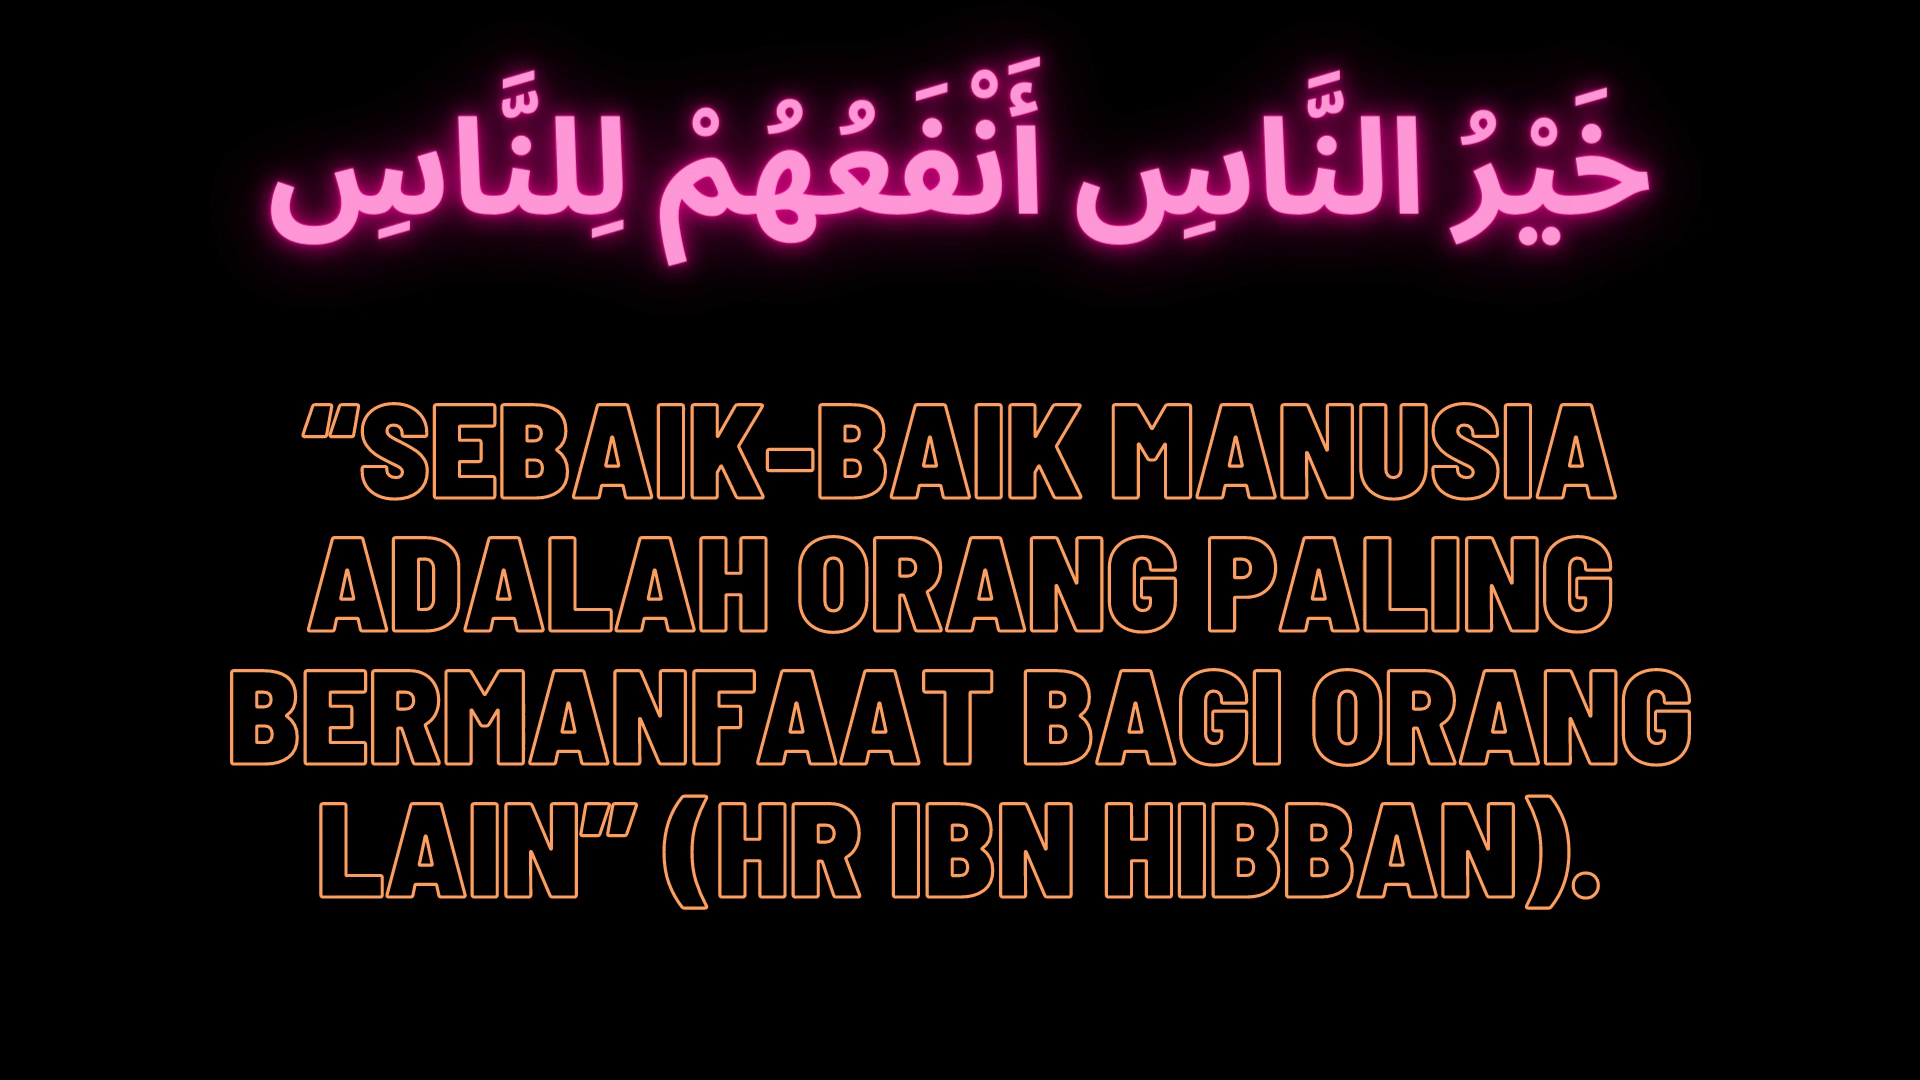 خَيْرُ النَّاسِ أَنْفَعُهُمْ لِلنَّاسِ
"SEBAIK-BAIK MANUSIA
ADALAH ORANG PALING
BERMANFAAT BAGI ORANG
LAIN" (HR IBN HIBBAN).